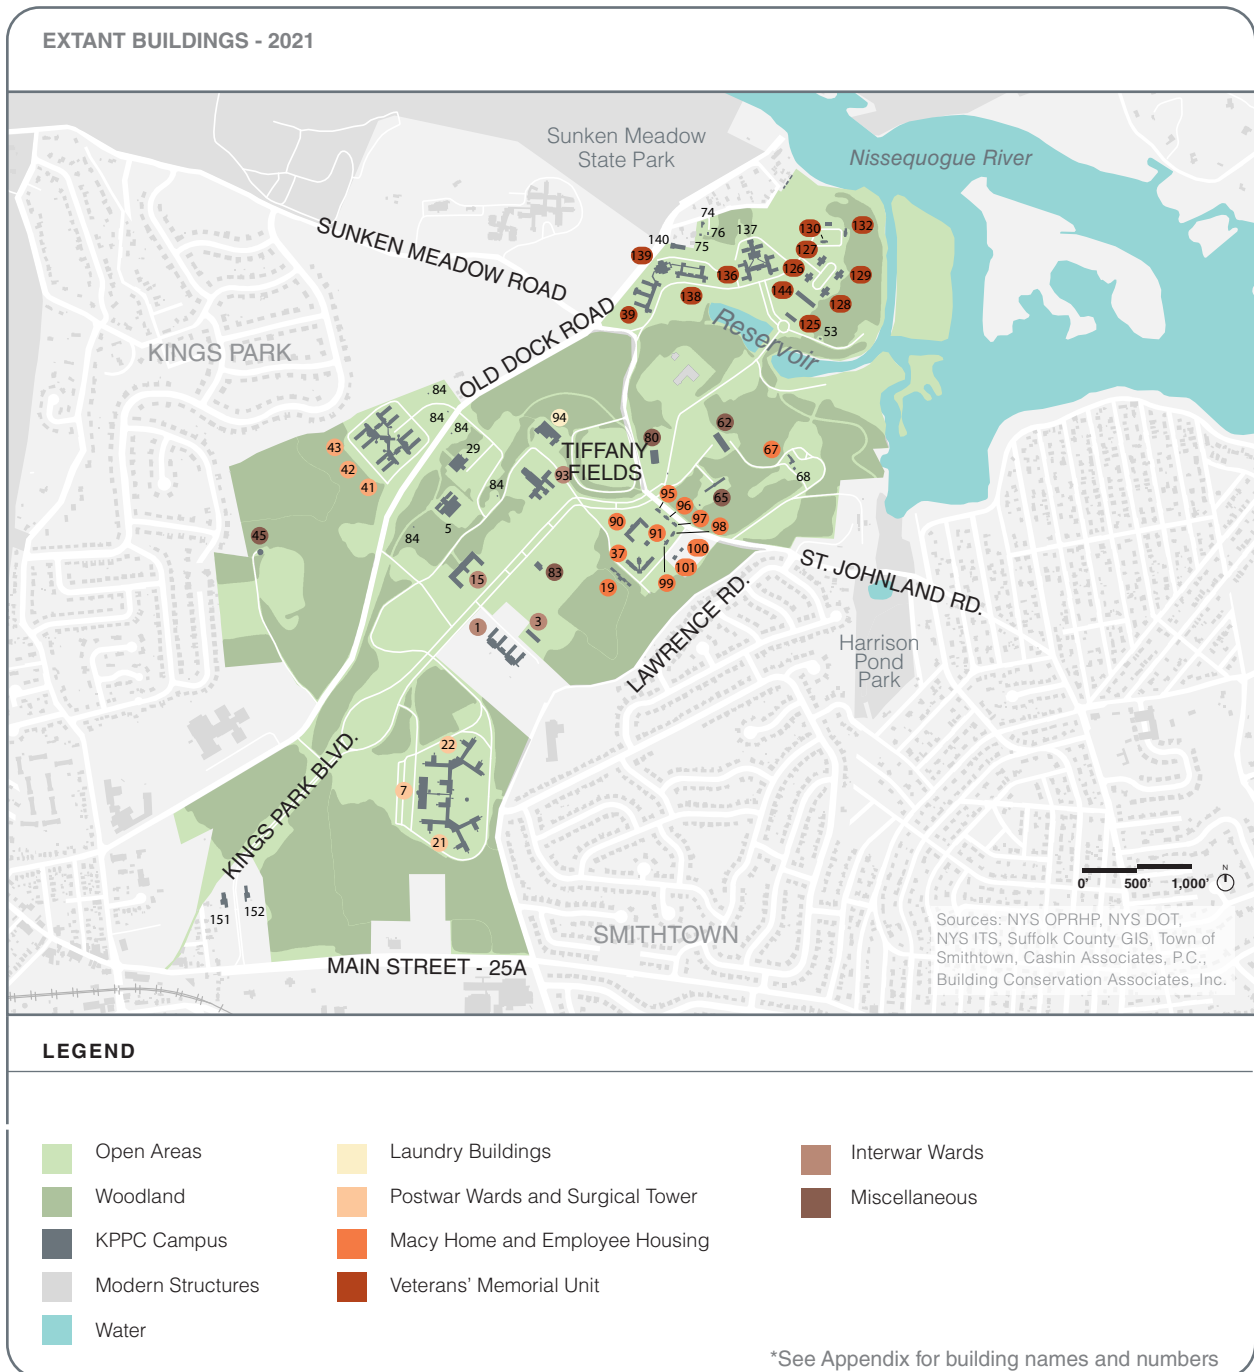 EXTANT BUILDINGS - 2021
Sunken Meadow
State Park
Nissequogue River
SUNKEN MEADOW ROAD
KINGS PARK
OLD DOCK ROAD
Reservoir
74
76
75
137
140
139
136
138
39
130
132
127
126
129
144
128
125
53
84
84
84
94
29
43
42
41
TIFFANY
FIELDS
80
62
67
68
93
84
5
84
45
65
95
96
97
98
90
91
37
100
101
19
99
15
83
1
3
ST. JOHNLAND RD.
LAWRENCE RD.
Harrison
Pond
Park
KINGS PARK BLVD.
22
7
21
151
152
SMITHTOWN
MAIN STREET - 25A
N
0'
500'
1,000'
Sources: NYS OPRHP, NYS DOT,
NYS ITS, Suffolk County GIS, Town of
Smithtown, Cashin Associates, P.C.,
Building Conservation Associates, Inc.
LEGEND
Open Areas
Woodland
KPPC Campus
Modern Structures
Water
Laundry Buildings
Postwar Wards and Surgical Tower
Macy Home and Employee Housing
Veterans’ Memorial Unit
Interwar Wards
Miscellaneous
*See Appendix for building names and numbers